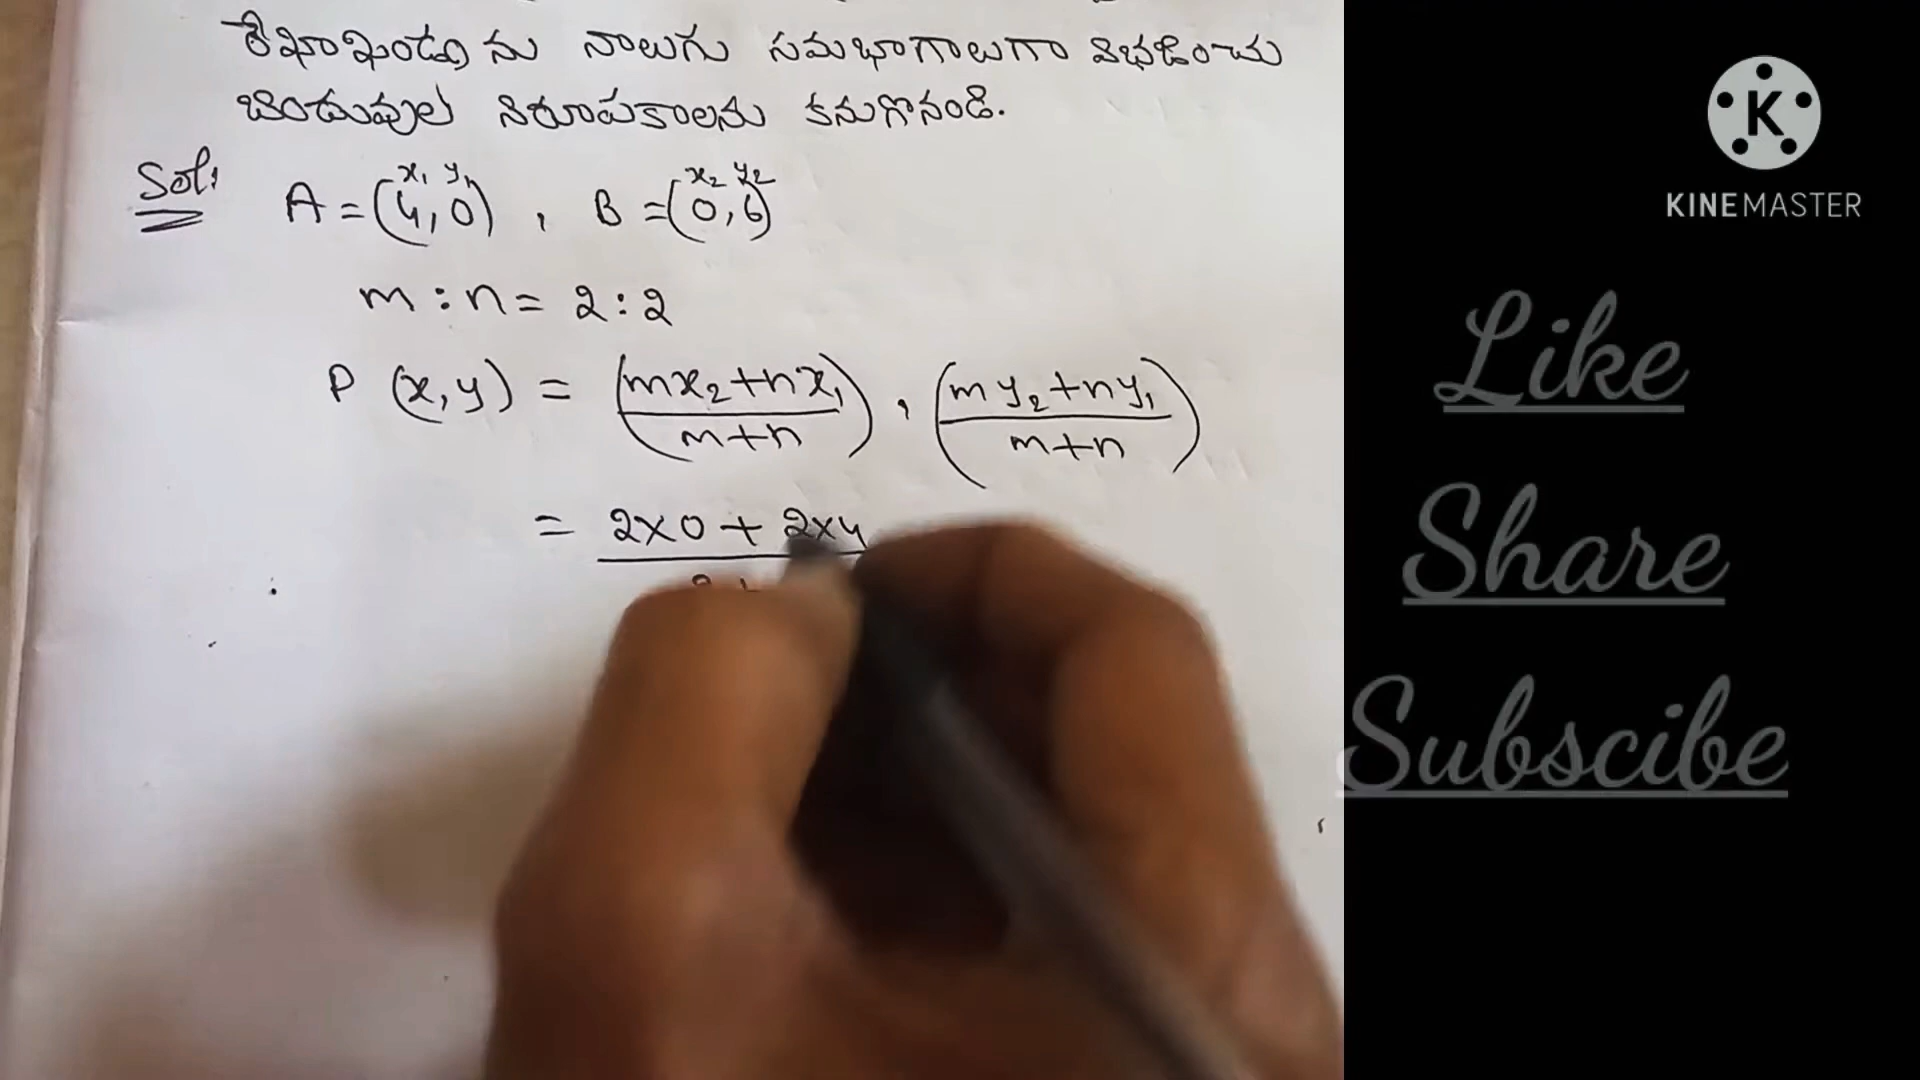 రేఖాఖండాన్ని నాలుగు సమభాగాలుగా విభజించు
బిందువుల నిరూపకాలను కనుగొనండి.
Sol:
x₁ y₁ x₂ y₂
A = (4, 0) , B = (0, 6)
m : n = 2 : 2
P (x, y) = (mx₂ + nx₁ / m + n) , (my₂ + ny₁ / m + n)
= 2 × 0 + 2 × 4
2 +
K
KINEMASTER
Like
Share
Subscibe